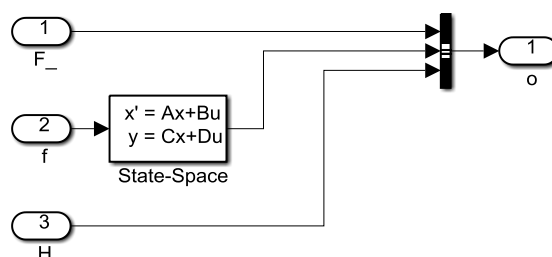 1
F_
1
o
x' = Ax+Bu
y = Cx+Du
2
f
State-Space
3
H